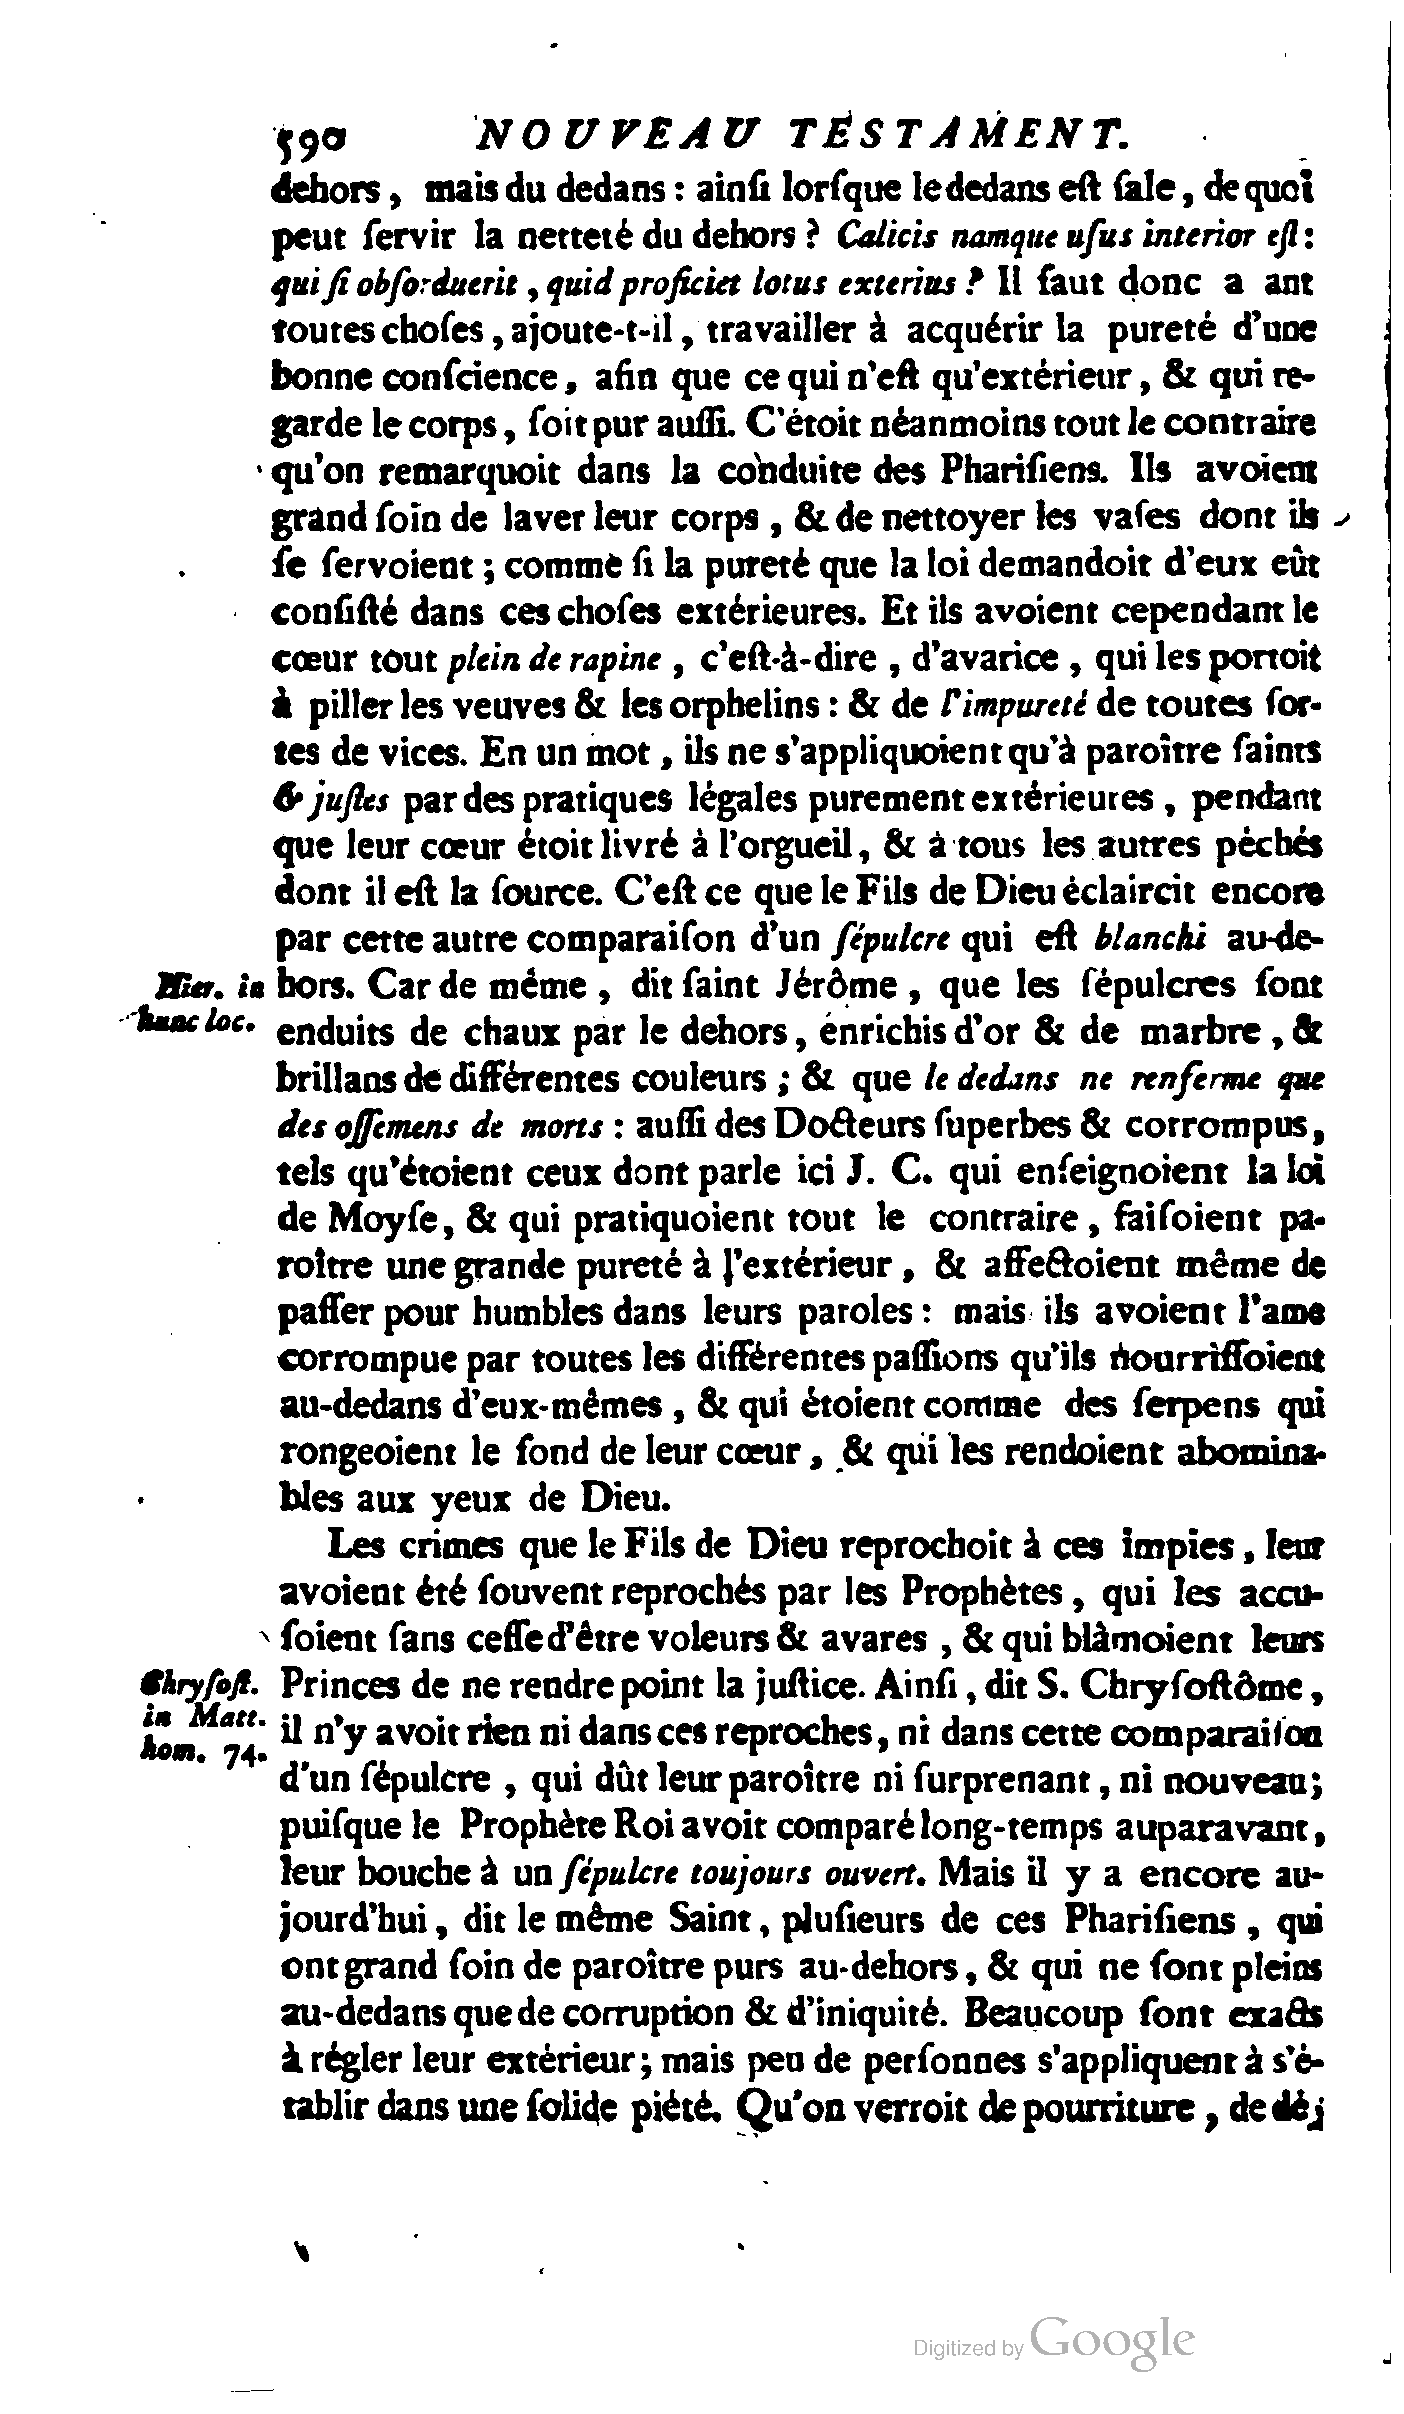 590 NOUVEAU TESTAMENT.
dehors, mais du dedans : ainſi lorſque le dedans eſt ſale, de quoi
peut ſervir la netteté du dehors ? Calicis namque uſus interior eſt :
qui ſi obſorduerit, quid proficiet lotus exterius ? Il faut donc a ant
toutes choſes, ajoute-t-il, travailler à acquérir la pureté d'une
bonne conſcience, afin que ce qui n'eſt qu'extérieur, & qui re-
garde le corps, ſoit pur auſſi. C'étoit néanmoins tout le contraire
qu'on remarquoit dans la conduite des Phariſiens. Ils avoient
grand ſoin de laver leur corps, & de nettoyer les vaſes dont ils
ſe ſervoient ; comme ſi la pureté que la loi demandoit d'eux eût
conſiſté dans ces choſes extérieures. Et ils avoient cependant le
cœur tout plein de rapine, c'eſt-à-dire, d'avarice, qui les portoit
à piller les veuves & les orphelins : & de l'impureté de toutes ſor-
tes de vices. En un mot, ils ne s'appliquoient qu'à paroître ſaints
& juſtes par des pratiques légales purement extérieures, pendant
que leur cœur étoit livré à l'orgueil, & à tous les autres péchés
dont il eſt la ſource. C'eſt ce que le Fils de Dieu éclaircit encore
par cette autre comparaiſon d'un ſépulcre qui eſt blanchi au-de-
Hier. in hors. Car de même, dit ſaint Jérôme, que les ſépulcres ſont
hunc loc. enduits de chaux par le dehors, enrichis d'or & de marbre, &
brillans de différentes couleurs ; & que le dedans ne renferme que
des oſſemens de morts : auſſi des Docteurs ſuperbes & corrompus,
tels qu'étoient ceux dont parle ici J. C. qui enſeignoient la loi
de Moyſe, & qui pratiquoient tout le contraire, faiſoient pa-
roître une grande pureté à l'extérieur, & affectoient même de
paſſer pour humbles dans leurs paroles : mais ils avoient l'ame
corrompue par toutes les différentes paſſions qu'ils nourriſſoient
au-dedans d'eux-mêmes, & qui étoient comme des ſerpens qui
rongeoient le fond de leur cœur, & qui les rendoient abomina-
bles aux yeux de Dieu.
Les crimes que le Fils de Dieu reprochoit à ces impies, leur
avoient été ſouvent reprochés par les Prophètes, qui les accu-
ſoient ſans ceſſe d'être voleurs & avares, & qui blâmoient leurs
Chryſoſt. Princes de ne rendre point la juſtice. Ainſi, dit S. Chryſoſtôme,
in Matt. il n'y avoit rien ni dans ces reproches, ni dans cette comparaiſon
hom. 74. d'un ſépulcre, qui dût leur paroître ni ſurprenant, ni nouveau ;
puiſque le Prophète Roi avoit comparé long-temps auparavant,
leur bouche à un ſépulcre toujours ouvert. Mais il y a encore au-
jourd'hui, dit le même Saint, pluſieurs de ces Phariſiens, qui
ont grand ſoin de paroître purs au-dehors, & qui ne ſont pleins
au-dedans que de corruption & d'iniquité. Beaucoup ſont exacts
à régler leur extérieur ; mais peu de perſonnes s'appliquent à s'é-
tablir dans une ſolide piété. Qu'on verroit de pourriture, de déj
Digitized by Google